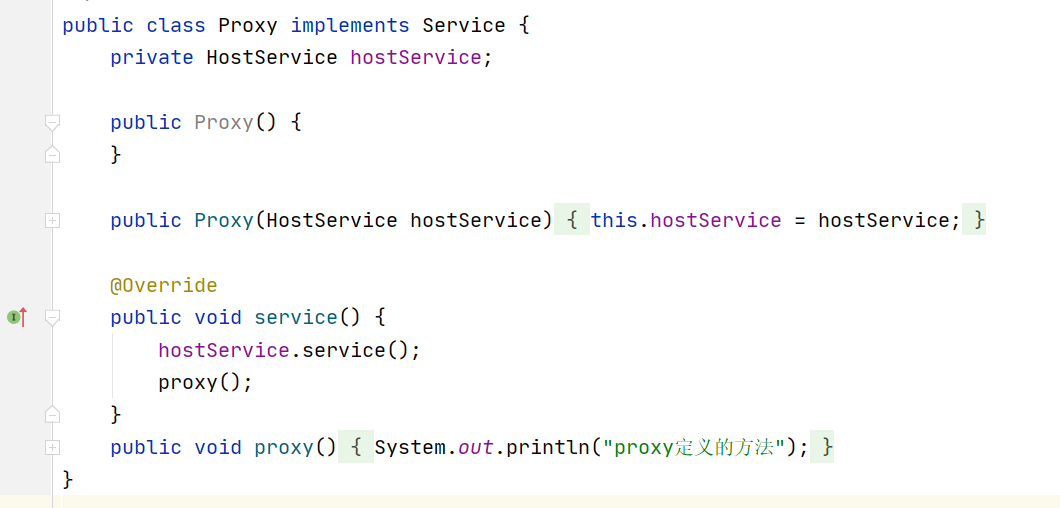 public class Proxy implements Service {
    private HostService hostService;
    public Proxy() {
    }
    public Proxy(HostService hostService) { this.hostService = hostService; }
    @Override
    public void service() {
        hostService.service();
        proxy();
    }
    public void proxy() { System.out.println("proxy定义的方法"); }
}